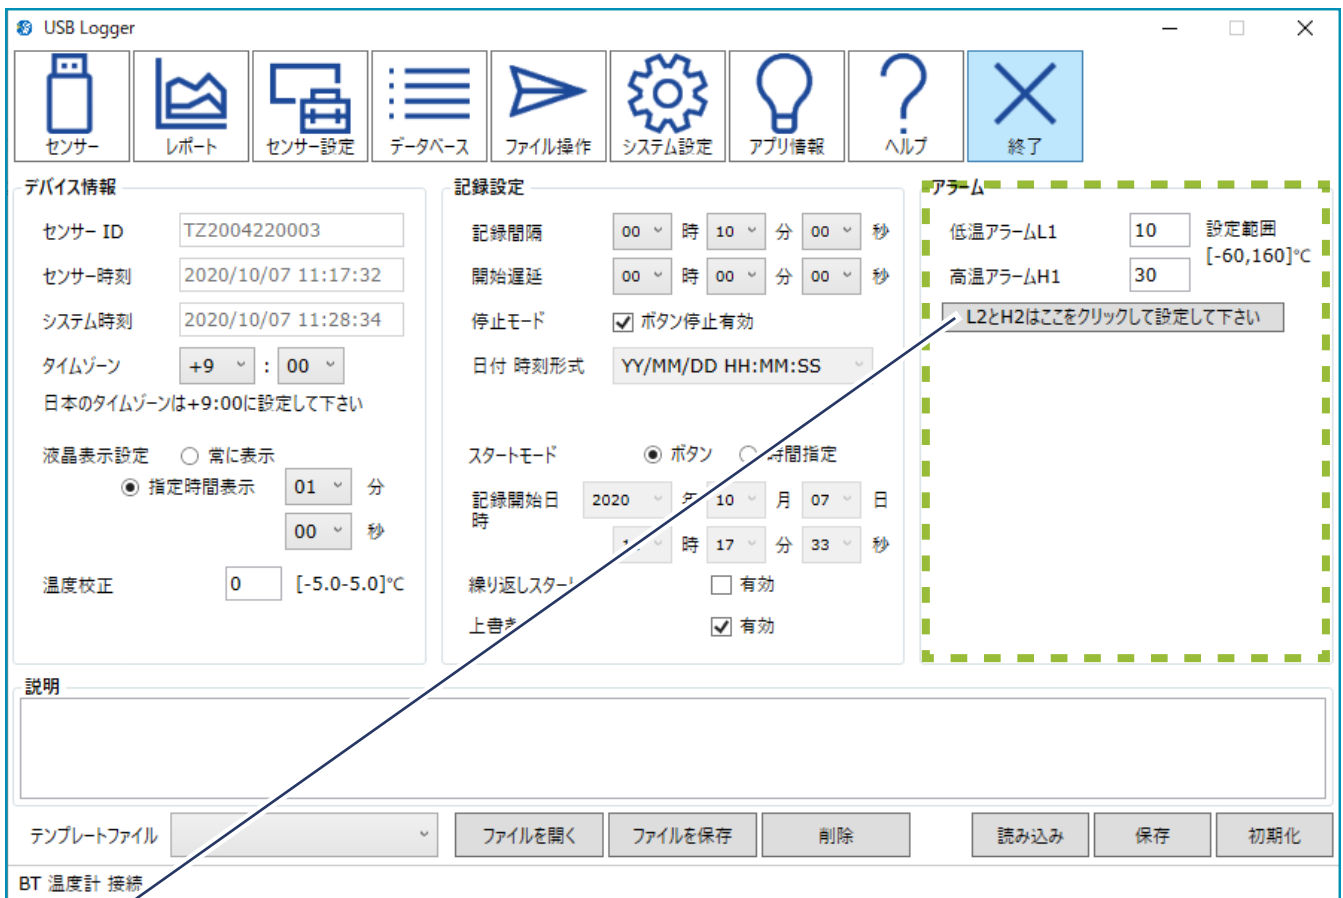 USB Logger
センサー レポート センサー設定 データベース ファイル操作 システム設定 アプリ情報 ヘルプ 終了
デバイス情報
センサー ID TZ2004220003
センサー時刻 2020/10/07 11:17:32
システム時刻 2020/10/07 11:28:34
タイムゾーン +9 : 00
日本のタイムゾーンは+9:00に設定して下さい
液晶表示設定 常に表示
指定時間表示 01 分
00 秒
温度校正 0 [-5.0-5.0]℃
記録設定
記録間隔 00 時 10 分 00 秒
開始遅延 00 時 00 分 00 秒
停止モード ボタン停止有効
日付 時刻形式 YY/MM/DD HH:MM:SS
スタートモード ボタン 時間指定
記録開始日時 2020 年 10 月 07 日
時 17 分 33 秒
繰り返しスタート 有効
上書き 有効
アラーム
低温アラームL1 10 設定範囲
[-60,160]℃
高温アラームH1 30
L2とH2はここをクリックして設定して下さい
説明
テンプレートファイル ファイルを開く ファイルを保存 削除 読み込み 保存 初期化
BT 温度計 接続